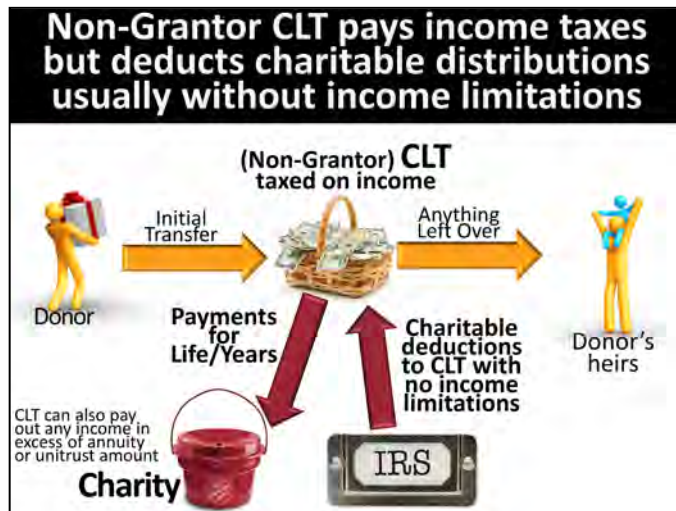 Non-Grantor CLT pays income taxes
but deducts charitable distributions
usually without income limitations
(Non-Grantor) CLT
taxed on income
Initial
Transfer
Anything
Left Over
Donor
Payments
for
Life/Years
Charitable
deductions
to CLT with
no income
limitations
Donor's
heirs
CLT can also pay
out any income in
excess of annuity
or unitrust amount
Charity
IRS